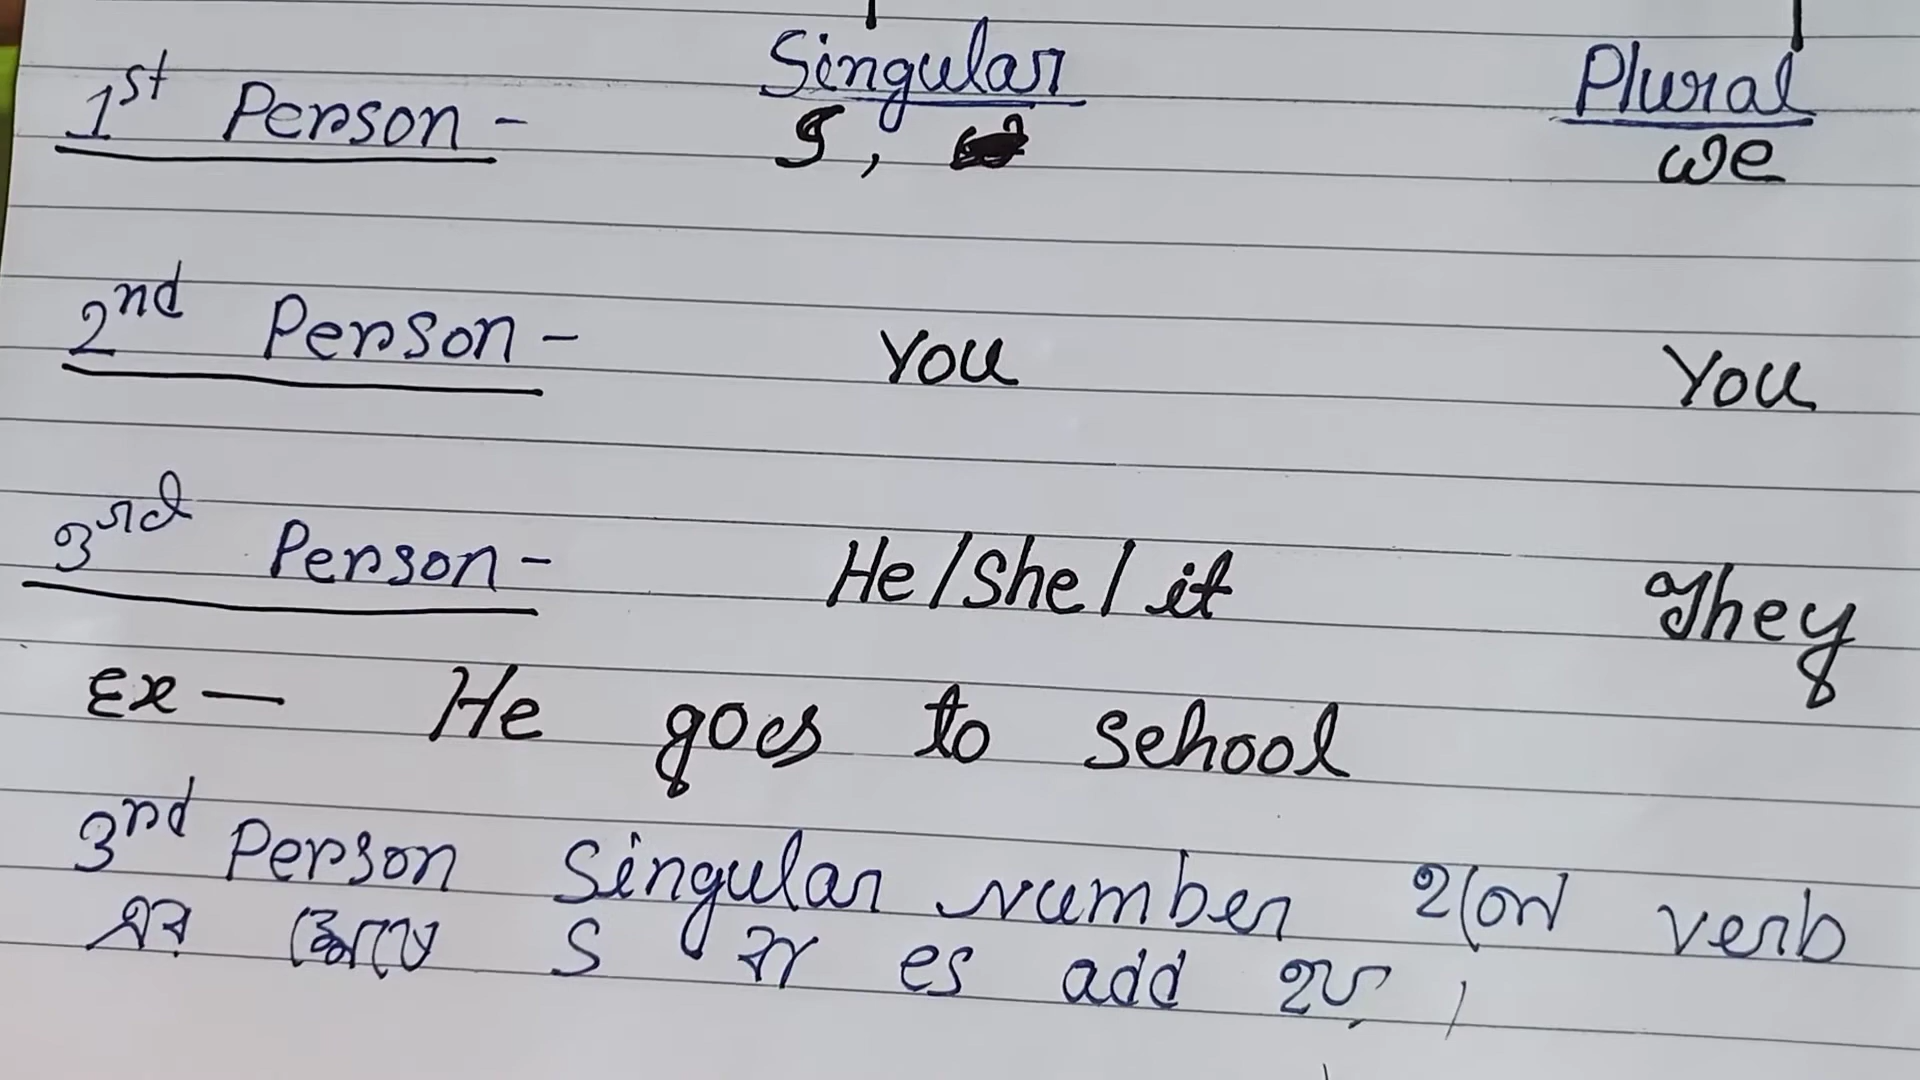 Singular Plural
1st Person - I, we
2nd Person - You You
3rd Person - He/She/it They
Ex — He goes to school
3nd Person Singular number হলে verb
এর শেষে S বা es add হয়।